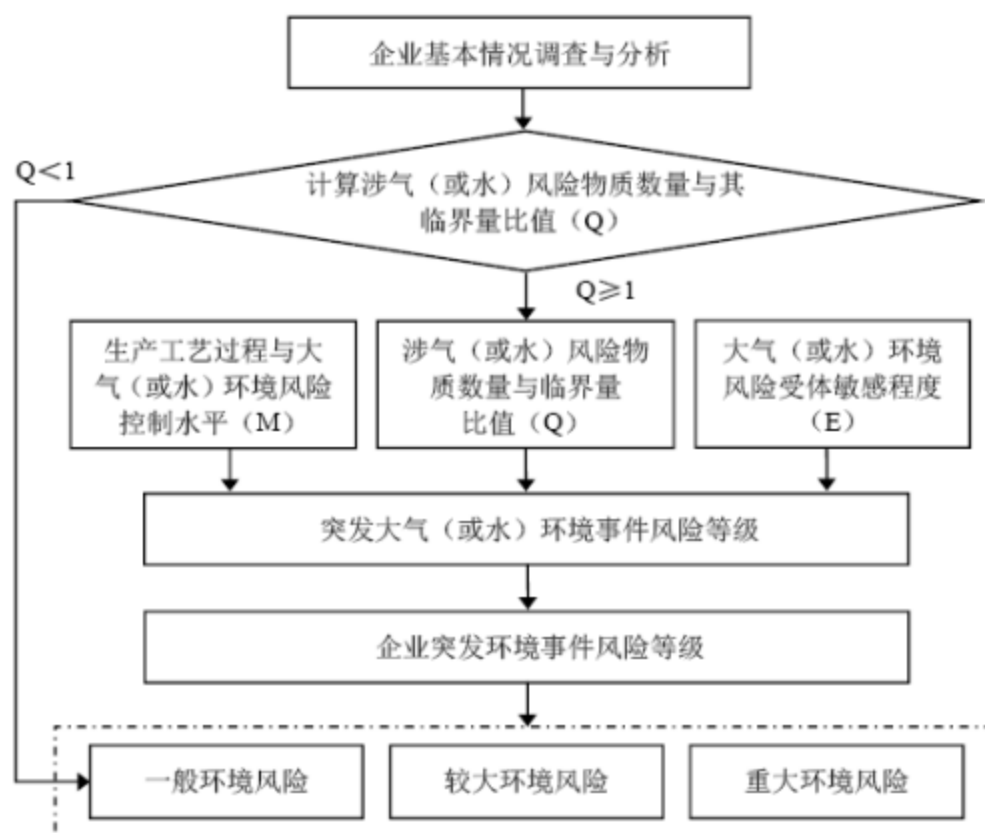 企业基本情况调查与分析
Q＜1
计算涉气（或水）风险物质数量与其
临界量比值（Q）
Q≥1
生产工艺过程与大
气（或水）环境风险
控制水平（M）
涉气（或水）风险物
质数量与临界量
比值（Q）
大气（或水）环境
风险受体敏感程度
（E）
突发大气（或水）环境事件风险等级
企业突发环境事件风险等级
一般环境风险
较大环境风险
重大环境风险